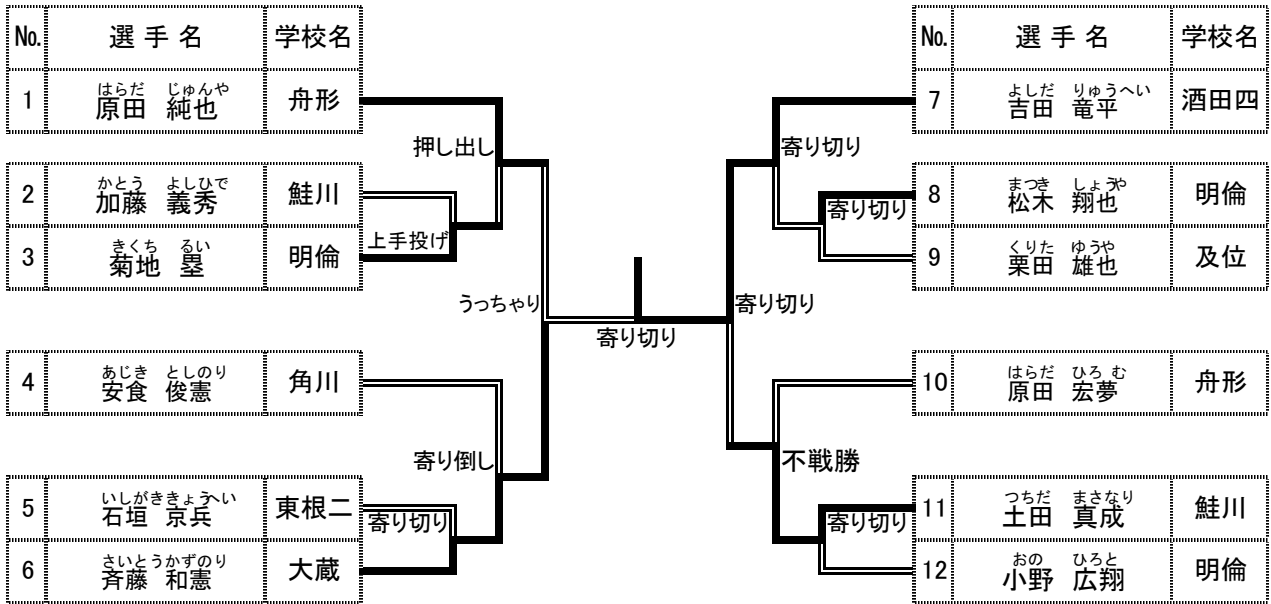 No. 選手名 学校名
はらだ じゅんや
1 原田 純也 舟形
かとう よしひで
2 加藤 義秀 鮭川
きくち るい
3 菊地 塁 明倫
あじき としのり
4 安食 俊憲 角川
いしがききょうへい
5 石垣 京兵 東根二
さいとうかずのり
6 斉藤 和憲 大蔵
押し出し
上手投げ
うっちゃり
寄り倒し
寄り切り
寄り切り
寄り切り
寄り切り
寄り切り
不戦勝
寄り切り
No. 選手名 学校名
よしだ りゅうへい
7 吉田 竜平 酒田四
まつき しょうや
8 松木 翔也 明倫
くりた ゆうや
9 栗田 雄也 及位
はらだ ひろむ
10 原田 宏夢 舟形
つちだ まさなり
11 土田 真成 鮭川
おの ひろと
12 小野 広翔 明倫
寄り切り